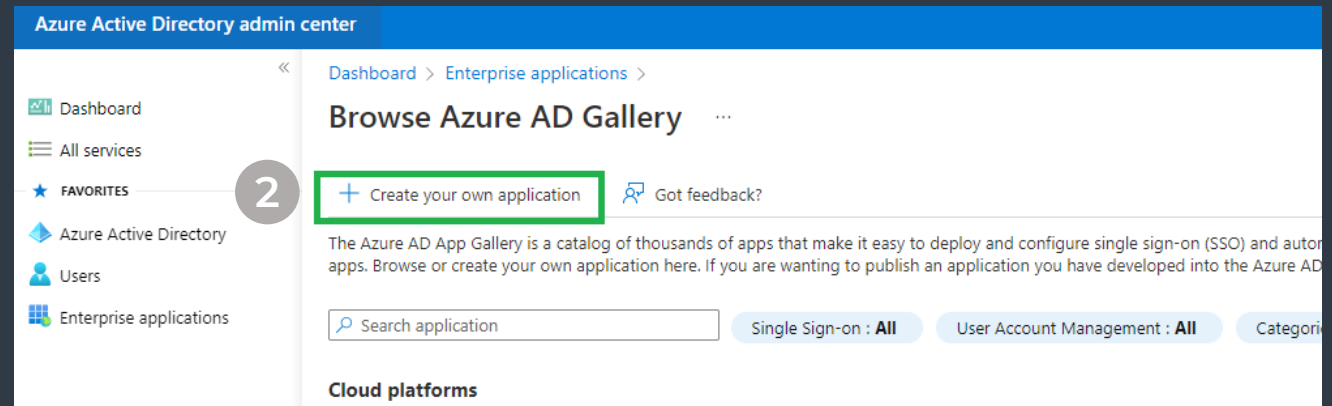 Azure Active Directory admin center
«
Dashboard
All services
FAVORITES
Azure Active Directory
Users
Enterprise applications
Dashboard > Enterprise applications >
Browse Azure AD Gallery ...
2
+ Create your own application
Got feedback?
The Azure AD App Gallery is a catalog of thousands of apps that make it easy to deploy and configure single sign-on (SSO) and
apps. Browse or create your own application here. If you are wanting to publish an application you have developed into the Azure AD
Search application
Single Sign-on : All
User Account Management : All
Cloud platforms